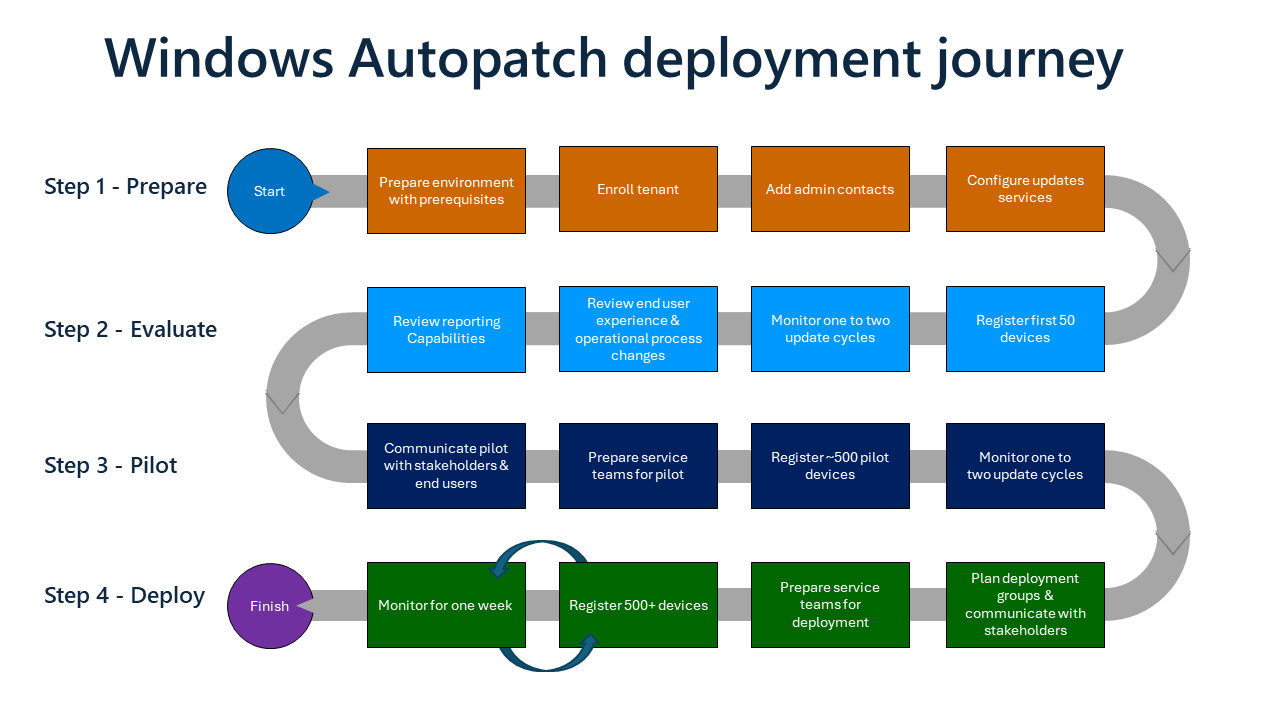 Windows Autopatch deployment journey
Step 1 - Prepare
Start
Prepare environment
with prerequisites
Enroll tenant
Add admin contacts
Configure updates
services
Step 2 - Evaluate
Review reporting
Capabilities
Review end user
experience &
operational process
changes
Monitor one to two
update cycles
Register first 50
devices
Step 3 - Pilot
Communicate pilot
with stakeholders &
end users
Prepare service
teams for pilot
Register ~500 pilot
devices
Monitor one to
two update cycles
Step 4 - Deploy
Finish
Monitor for one week
Register 500+ devices
Prepare service
teams for
deployment
Plan deployment
groups &
communicate with
stakeholders